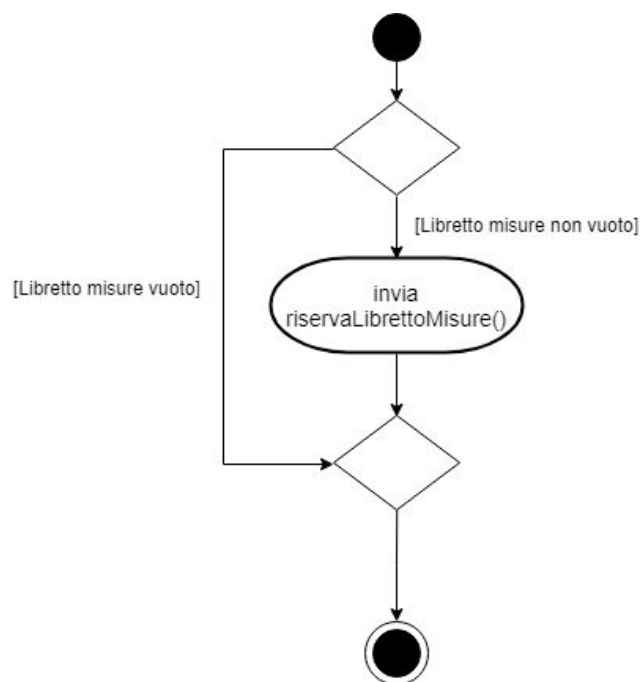 [Libretto misure non vuoto]
[Libretto misure vuoto]
invia
riservaLibrettoMisure()